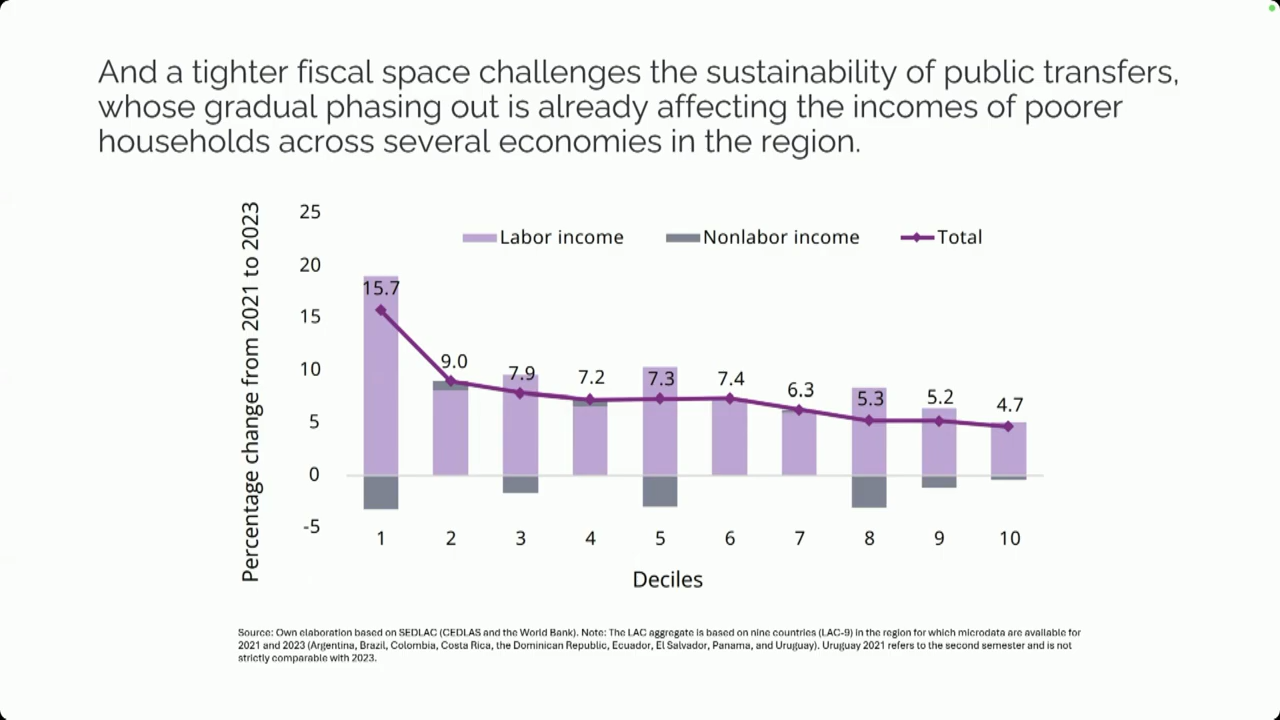 And a tighter fiscal space challenges the sustainability of public transfers,
whose gradual phasing out is already affecting the incomes of poorer
households across several economies in the region.
Percentage change from 2021 to 2023
25
20
15
10
5
0
-5
Labor income
Nonlabor income
Total
15.7
9.0
7.9
7.2
7.3
7.4
6.3
5.3
5.2
4.7
1 2 3 4 5 6 7 8 9 10
Deciles
Source: Own elaboration based on SEDLAC (CEDLAS and the World Bank). Note: The LAC aggregate is based on nine countries (LAC-9) in the region for which microdata are available for
2021 and 2023 (Argentina, Brazil, Colombia, Costa Rica, the Dominican Republic, Ecuador, El Salvador, Panama, and Uruguay). Uruguay 2021 refers to the second semester and is not
strictly comparable with 2023.